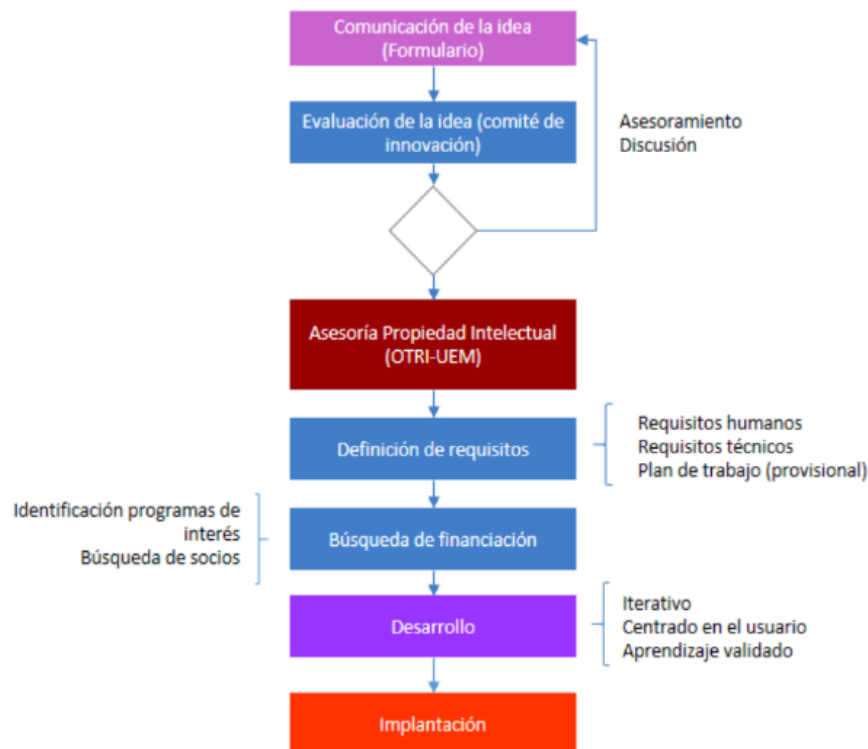 Comunicación de la idea
(Formulario)
Evaluación de la idea (comité de
innovación)
Asesoramiento
Discusión
Asesoría Propiedad Intelectual
(OTRI-UEM)
Definición de requisitos
Requisitos humanos
Requisitos técnicos
Plan de trabajo (provisional)
Identificación programas de
interés
Búsqueda de socios
Búsqueda de financiación
Desarrollo
Iterativo
Centrado en el usuario
Aprendizaje validado
Implantación